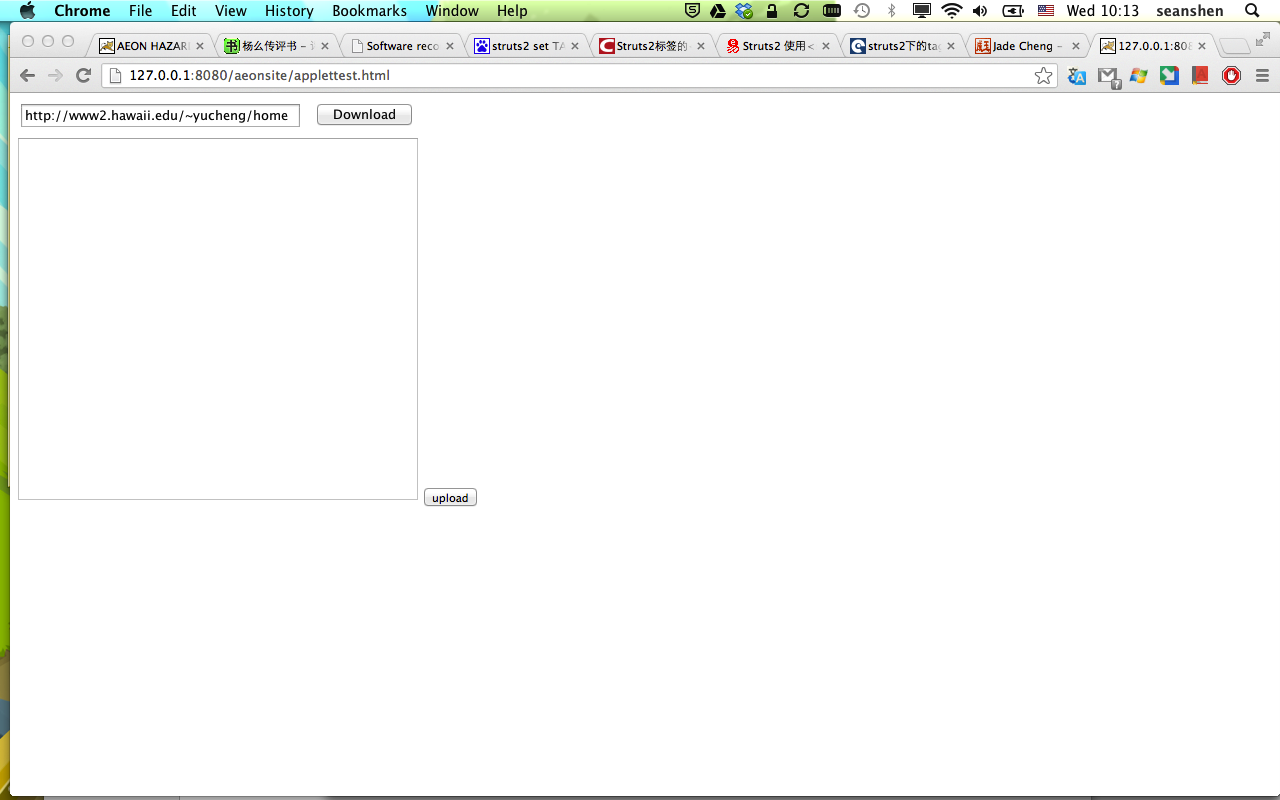 Chrome File Edit View History Bookmarks Window Help Wed 10:13 seanshen
AEON HAZAR 杨么传评书 – Software reco struts2 set TA Struts2标签的 Struts2 使用< struts2下的tag Jade Cheng – 127.0.0.1:808
127.0.0.1:8080/aeonsite/applettest.html
http://www2.hawaii.edu/~yucheng/home Download
upload